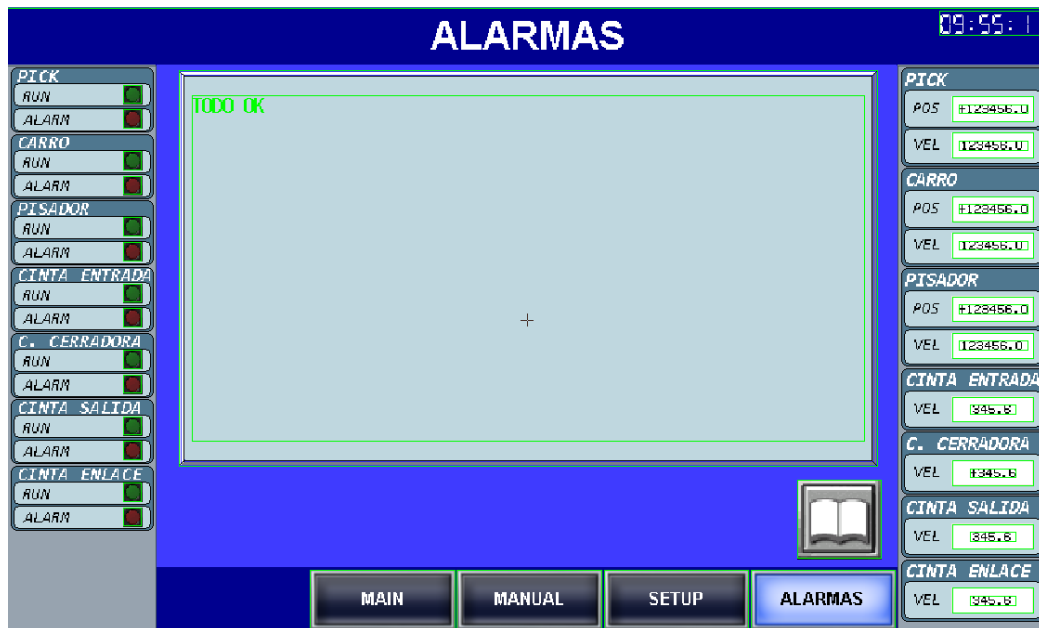 ALARMAS
09:55:1
PICK
RUN
ALARM
CARRO
RUN
ALARM
PISADOR
RUN
ALARM
CINTA ENTRADA
RUN
ALARM
C. CERRADORA
RUN
ALARM
CINTA SALIDA
RUN
ALARM
CINTA ENLACE
RUN
ALARM
TODO OK
PICK
POS +123456.0
VEL 123456.0
CARRO
POS +123456.0
VEL 123456.0
PISADOR
POS +123456.0
VEL 123456.0
CINTA ENTRADA
VEL 345.6
C. CERRADORA
VEL +345.6
CINTA SALIDA
VEL 345.6
CINTA ENLACE
VEL 345.6
MAIN
MANUAL
SETUP
ALARMAS